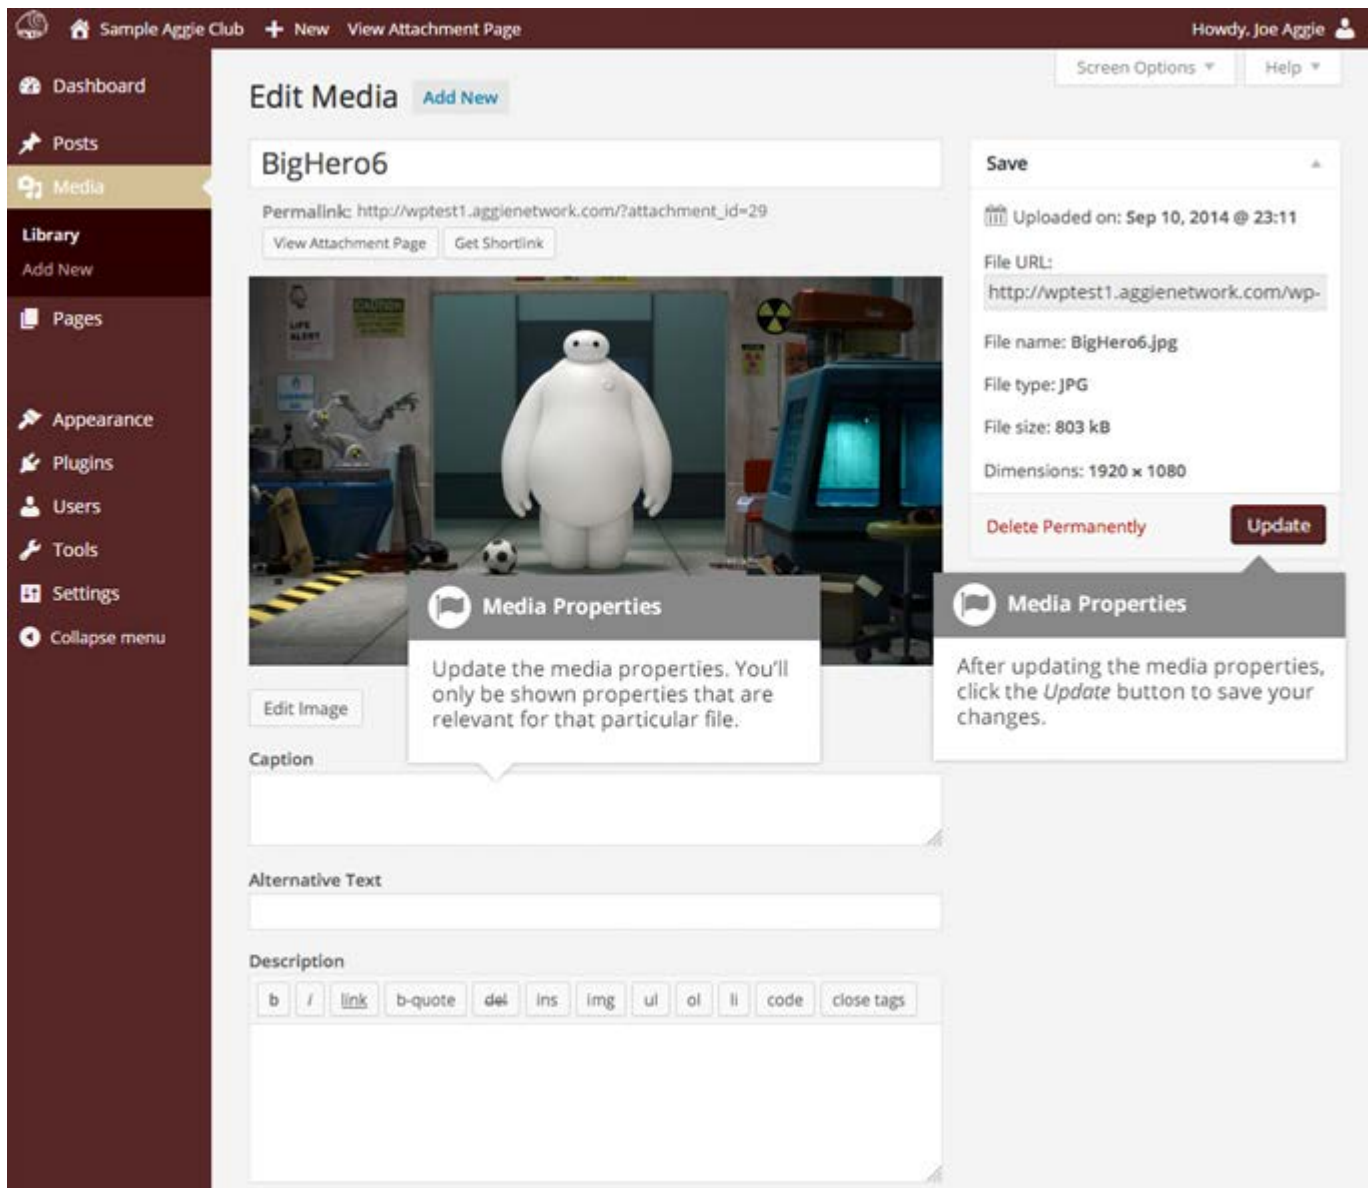 Sample Aggie Club
New
View Attachment Page
Howdy, Joe Aggie
Screen Options
Help
Dashboard
Posts
Media
Library
Add New
Pages
Appearance
Plugins
Users
Tools
Settings
Collapse menu
Edit Media
Add New
BigHero6
Permalink: http://wptest1.aggienetwork.com/?attachment_id=29
View Attachment Page
Get Shortlink
CAUTION
LIFE
ALERT
Save
Uploaded on: Sep 10, 2014 @ 23:11
File URL:
http://wptest1.aggienetwork.com/wp-
File name: BigHero6.jpg
File type: JPG
File size: 803 kB
Dimensions: 1920 × 1080
Delete Permanently
Update
Media Properties
Update the media properties. You'll
only be shown properties that are
relevant for that particular file.
Media Properties
After updating the media properties,
click the Update button to save your
changes.
Edit Image
Caption
Alternative Text
Description
b
i
link
b-quote
del
ins
img
ul
ol
li
code
close tags